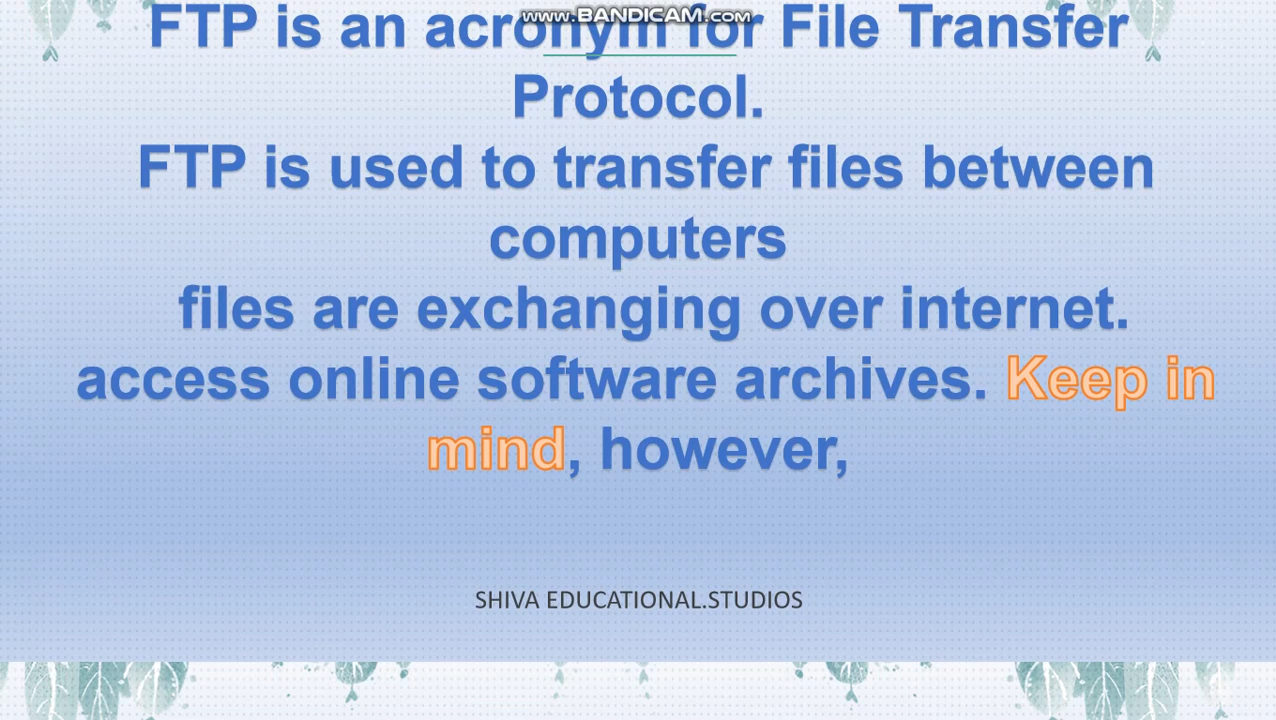 www.BANDICAM.com
FTP is an acronym for File Transfer
Protocol.
FTP is used to transfer files between
computers
files are exchanging over internet.
access online software archives. Keep in
mind, however,
SHIVA EDUCATIONAL.STUDIOS